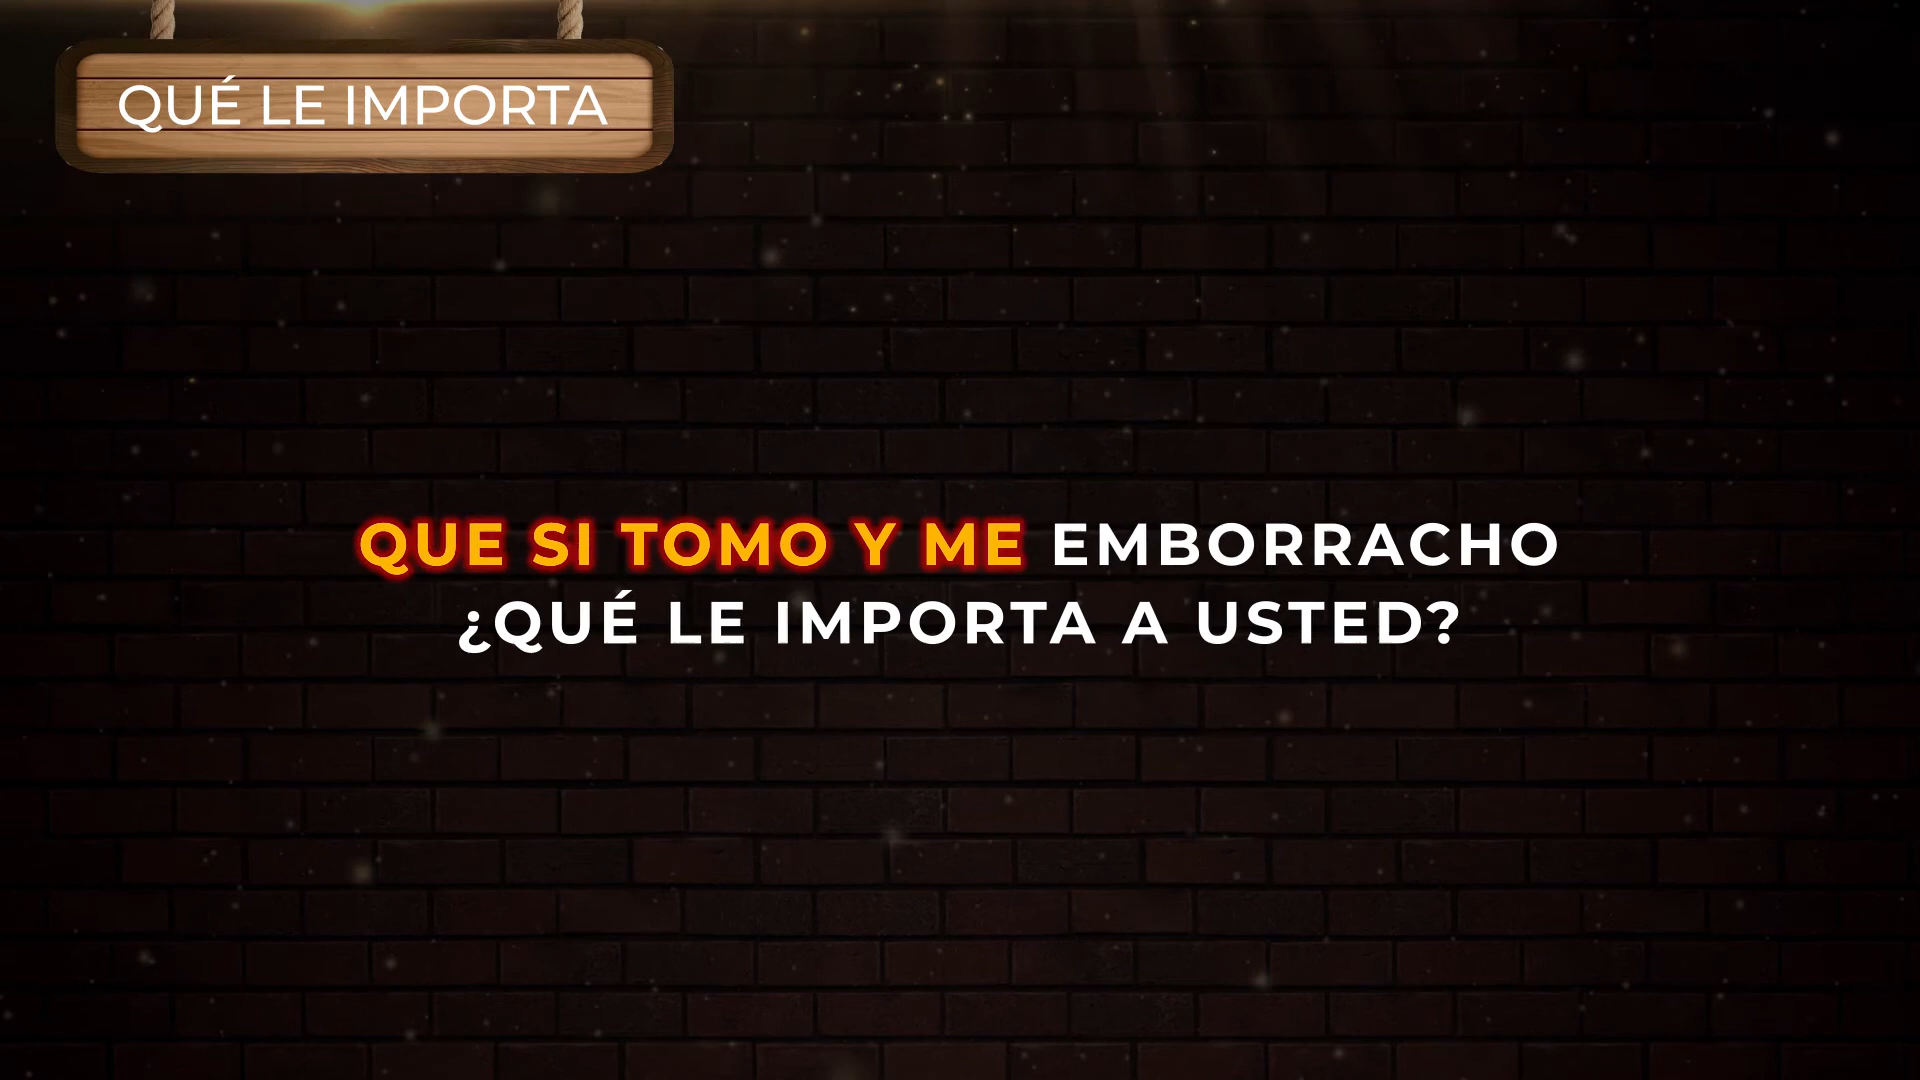 QUÉ LE IMPORTA
QUE SI TOMO Y ME EMBORRACHO
¿QUÉ LE IMPORTA A USTED?